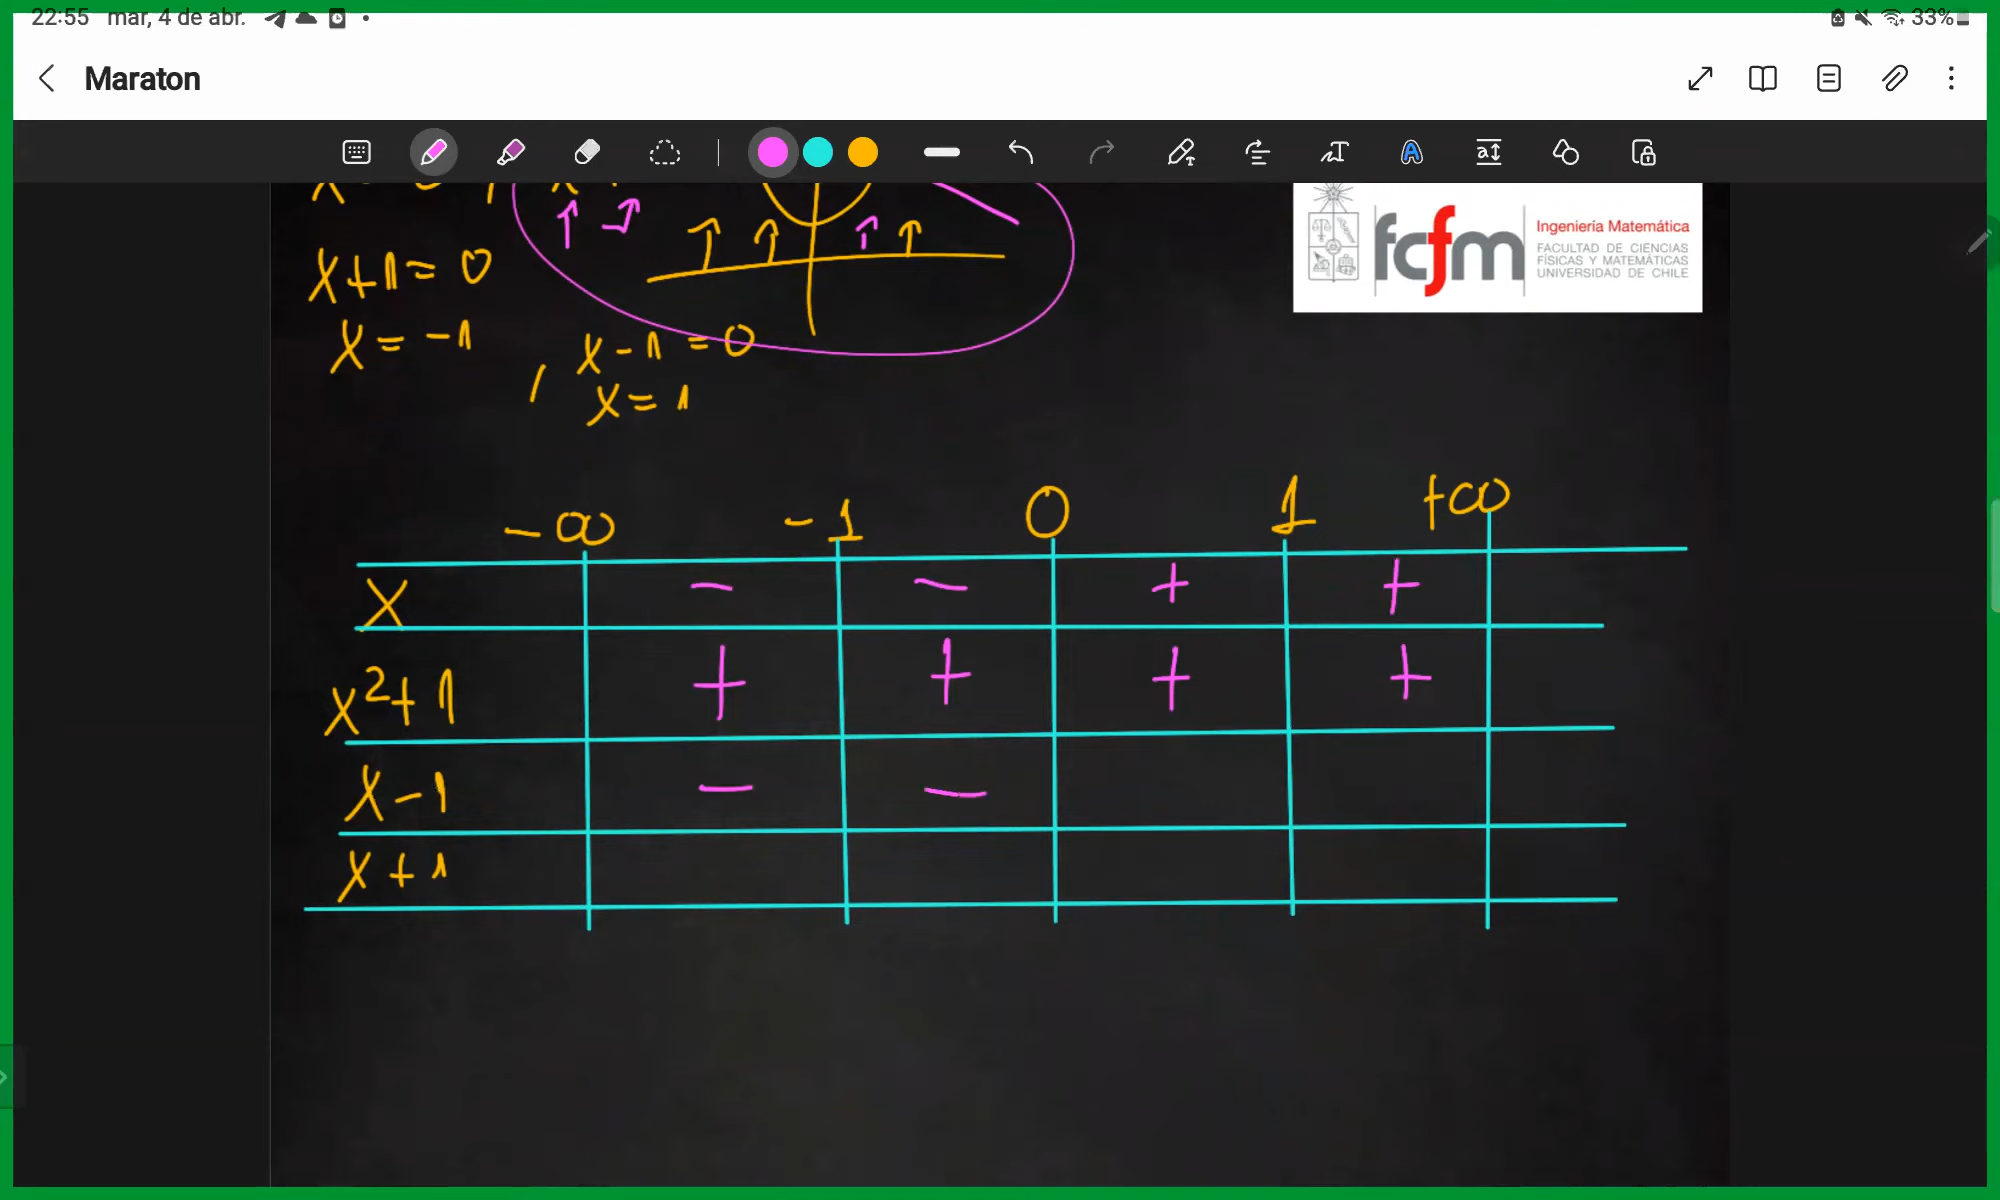 22:55 mar, 4 de abr. 33%
Maraton
x+1=0
x=-1
, x-1=0
x=1
fcfm
Ingeniería Matemática
FACULTAD DE CIENCIAS
FÍSICAS Y MATEMÁTICAS
UNIVERSIDAD DE CHILE
-∞ -1 0 1 +∞
x - - + +
x²+1 + + + +
x-1 - -
x+1